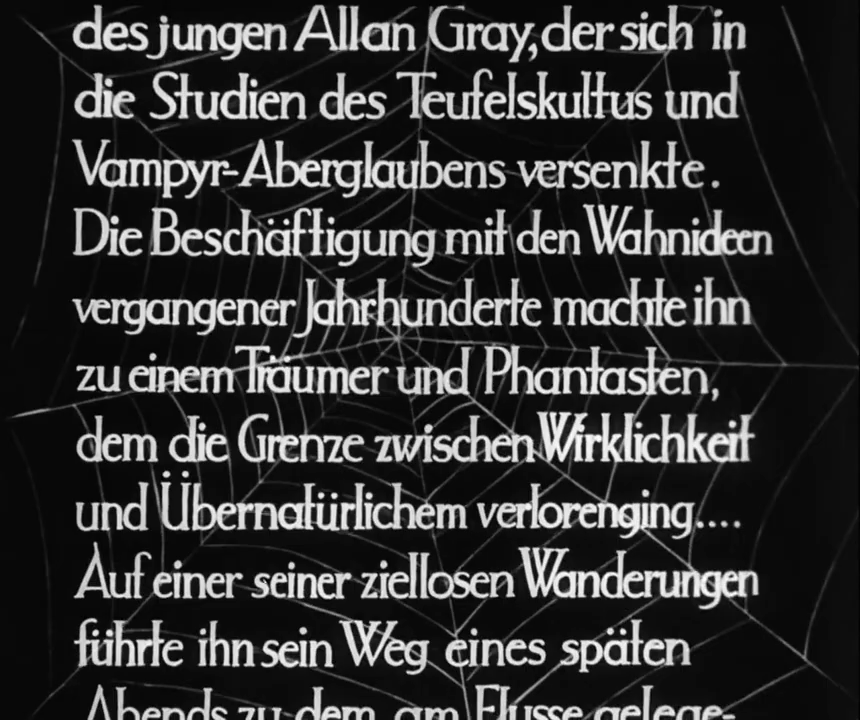 des jungen Allan Gray, der sich in
die Studien des Teufelskultus und
Vampyr-Aberglaubens versenkte.
Die Beschäftigung mit den Wahnideen
vergangener Jahrhunderte machte ihn
zu einem Träumer und Phantasten,
dem die Grenze zwischen Wirklichkeit
und Übernatürlichem verlorenging....
Auf einer seiner ziellosen Wanderungen
führte ihn sein Weg eines späten
Abends zu dem am Flusse gelege-